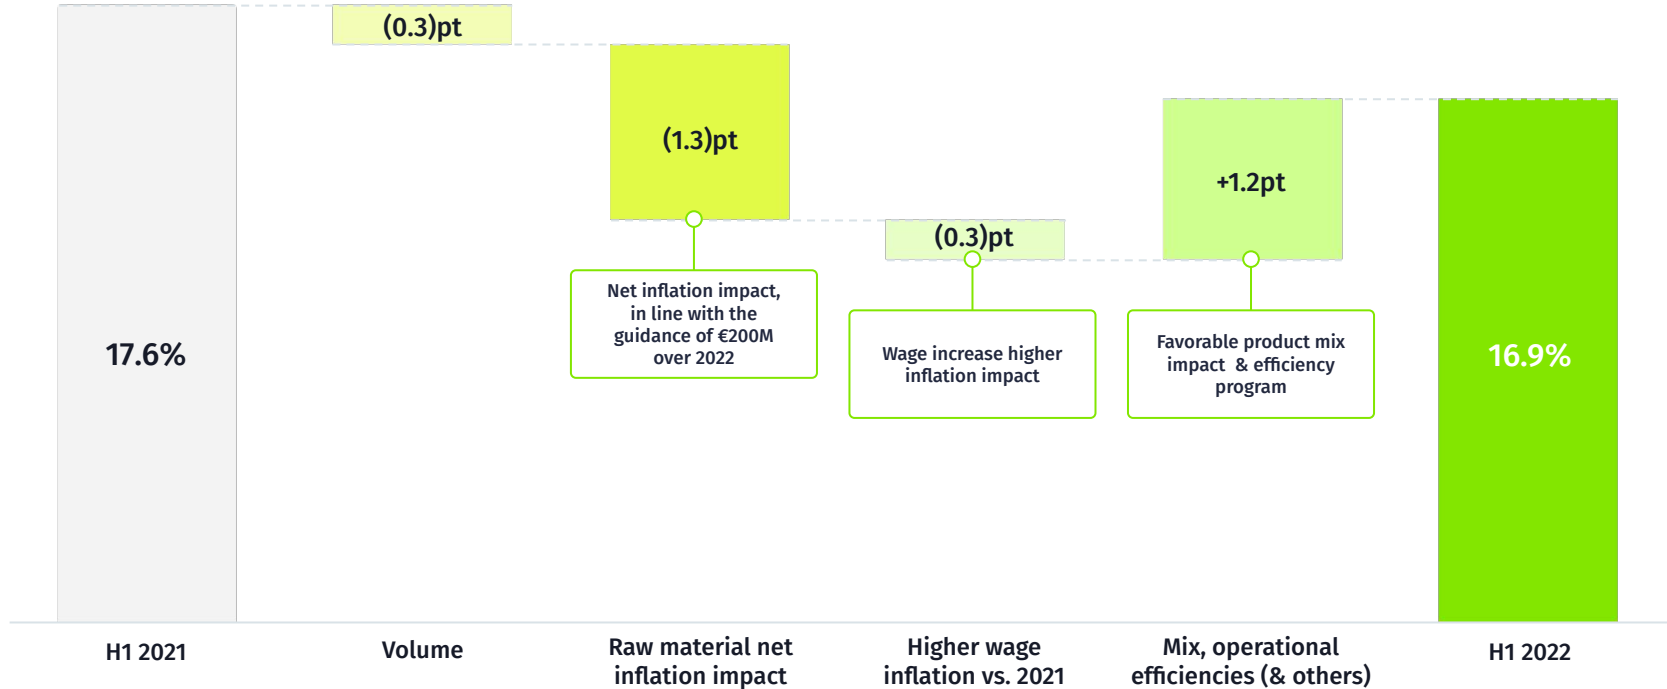 (0.3)pt
(1.3)pt
(0.3)pt
+1.2pt
17.6%
Net inflation impact,
in line with the
guidance of €200M
over 2022
Wage increase higher
inflation impact
Favorable product mix
impact & efficiency
program
16.9%
H1 2021
Volume
Raw material net
inflation impact
Higher wage
inflation vs. 2021
Mix, operational
efficiencies (& others)
H1 2022